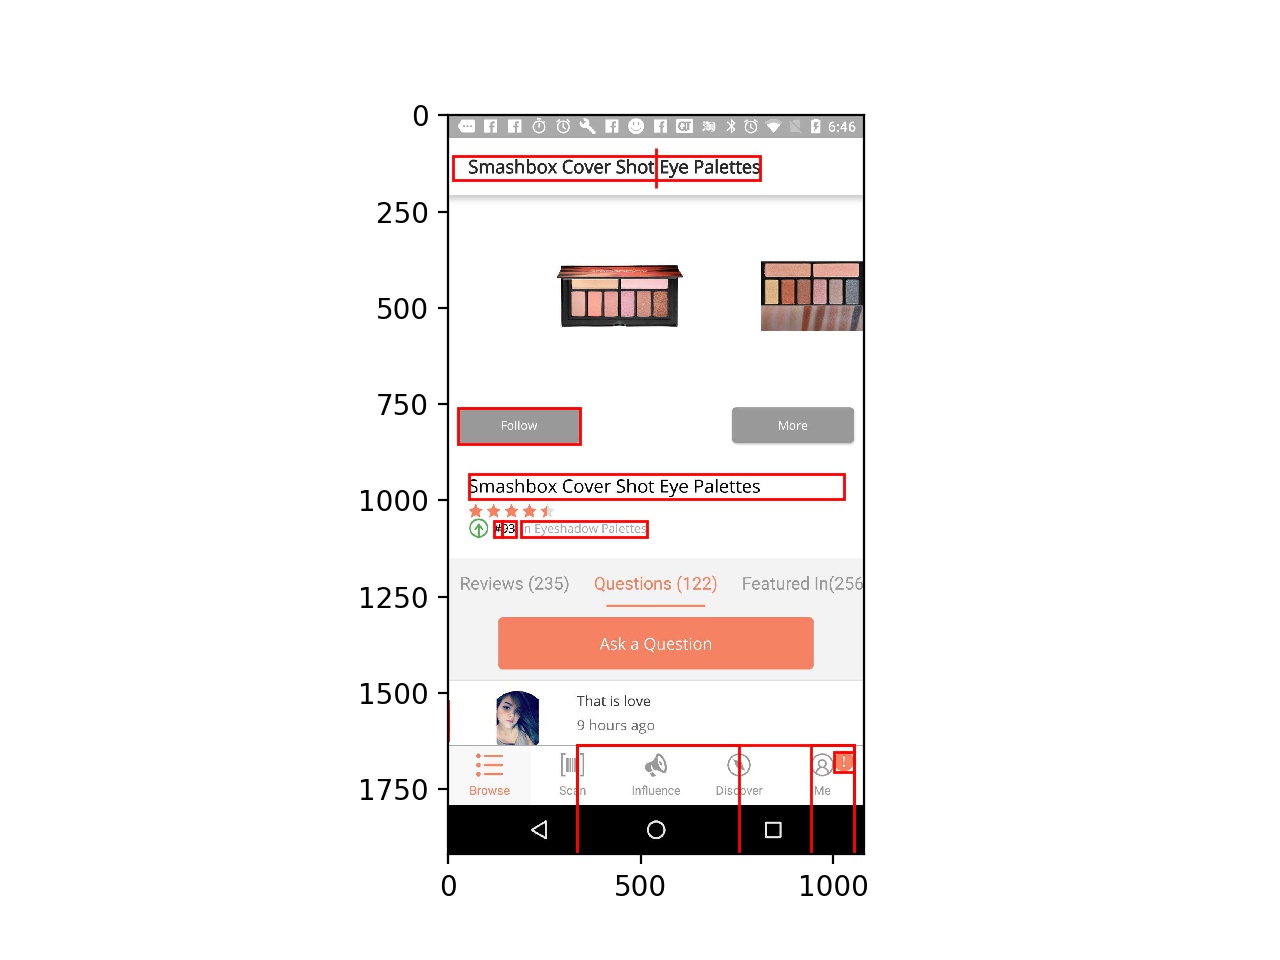 0
250
500
750
1000
1250
1500
1750
0 500 1000
6:46
Smashbox Cover Shot Eye Palettes
Follow
More
Smashbox Cover Shot Eye Palettes
#93 in Eyeshadow Palettes
Reviews (235) Questions (122) Featured In(256
Ask a Question
That is love
9 hours ago
Browse Scan Influence Discover Me